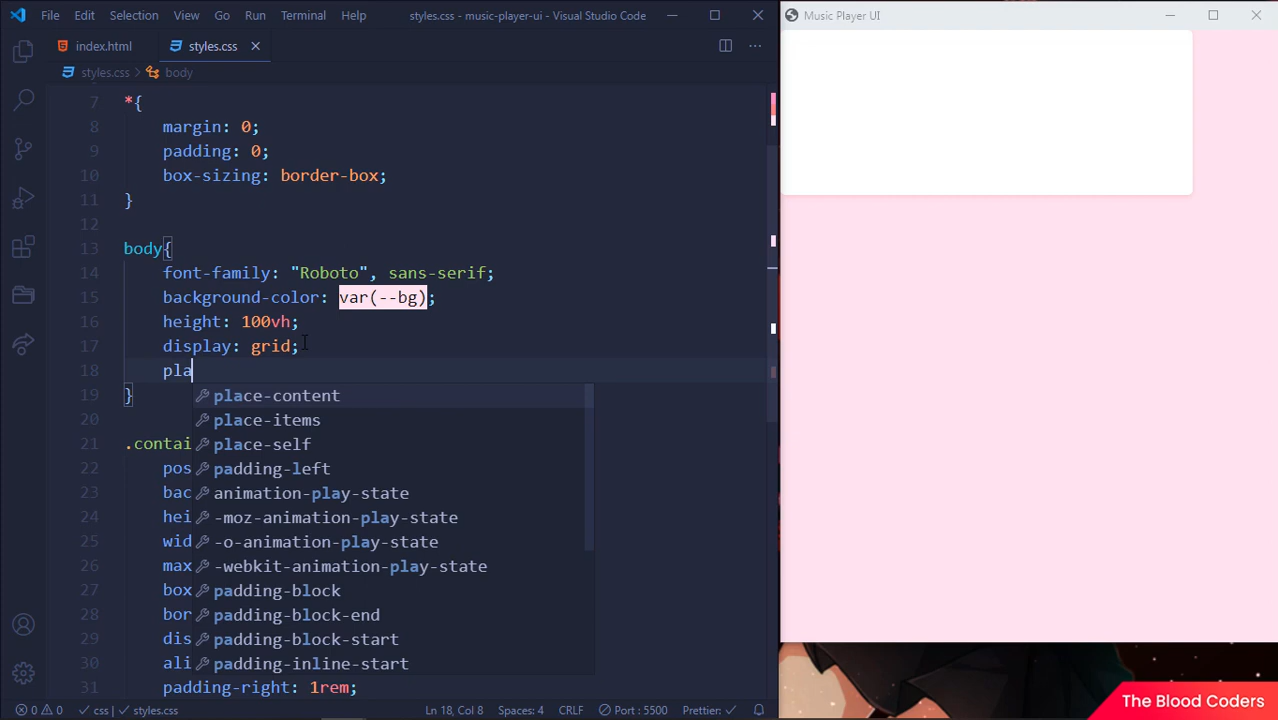 File Edit Selection View Go Run Terminal Help styles.css - music-player-ui - Visual Studio Code
Music Player UI
index.html styles.css
styles.css > body
7 *{
8 margin: 0;
9 padding: 0;
10 box-sizing: border-box;
11 }
12
13 body{
14 font-family: "Roboto", sans-serif;
15 background-color: var(--bg);
16 height: 100vh;
17 display: grid;
18 pla
19 }
place-content
20 place-items
21 .contai place-self
22 pos padding-left
23 bac animation-play-state
24 hei -moz-animation-play-state
25 wid -o-animation-play-state
26 max -webkit-animation-play-state
27 box padding-block
28 bor padding-block-end
29 dis padding-block-start
30 ali padding-inline-start
31 padding-right: 1rem;
0 0 css styles.css Ln 18, Col 8 Spaces: 4 CRLF Port : 5500 Prettier:
The Blood Coders